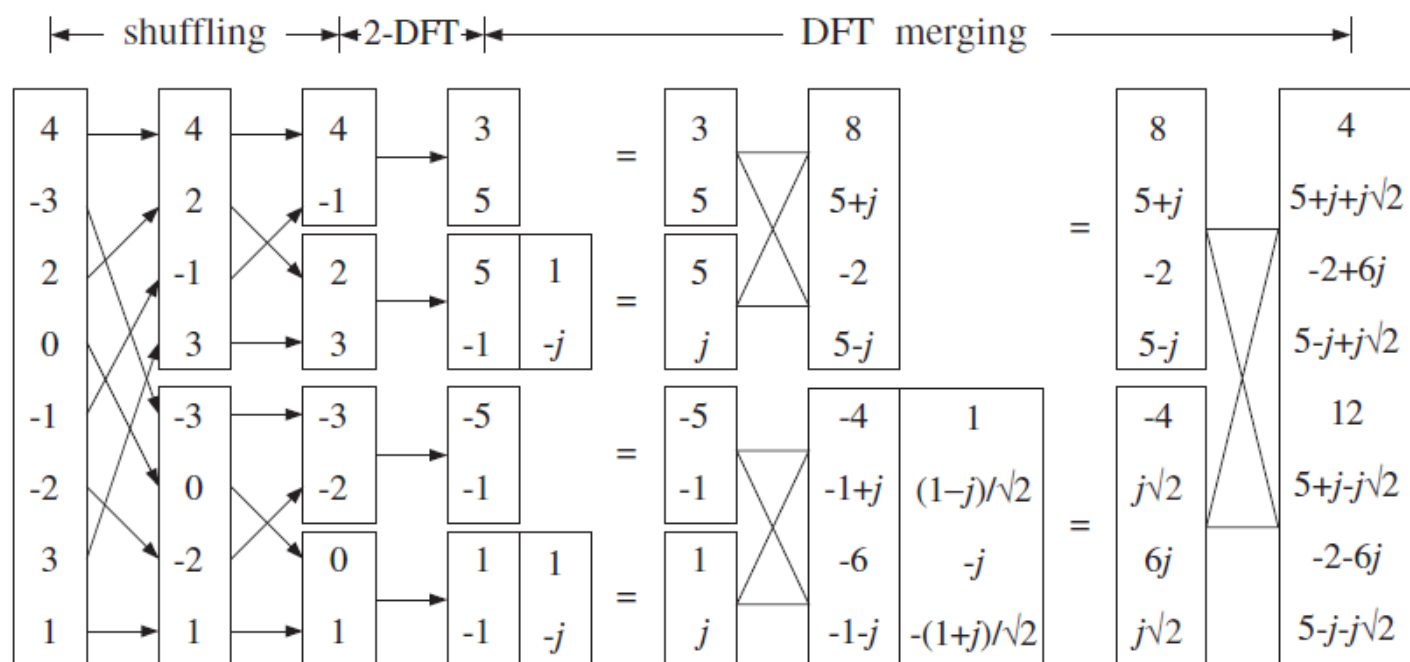 shuffling 2-DFT DFT merging
4 4 4 3 3 8 8 4
-3 2 -1 5 = 5 5+j 5+j 5+j+j√2
2 -1 2 5 1 5 -2 = -2 -2+6j
0 3 3 -1 -j = j 5-j 5-j 5-j+j√2
-1 -3 -3 -5 -5 -4 1 -4 12
-2 0 -2 -1 = -1 -1+j (1–j)/√2 j√2 5+j-j√2
3 -2 0 1 1 1 -6 -j = 6j -2-6j
1 1 1 -1 -j = j -1-j -(1+j)/√2 j√2 5-j-j√2